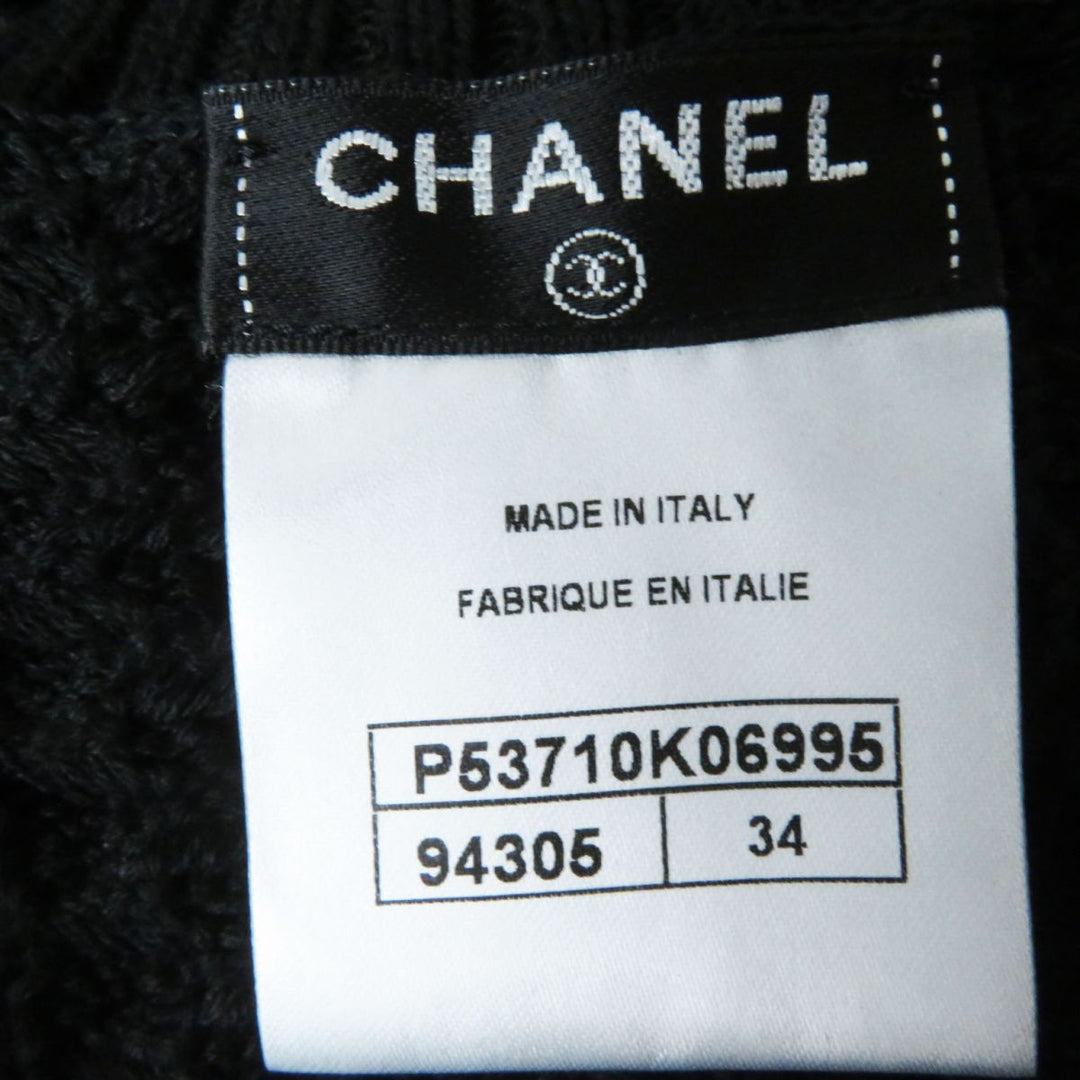 CHANEL
MADE IN ITALY
FABRIQUE EN ITALIE
P53710K06995
94305 34